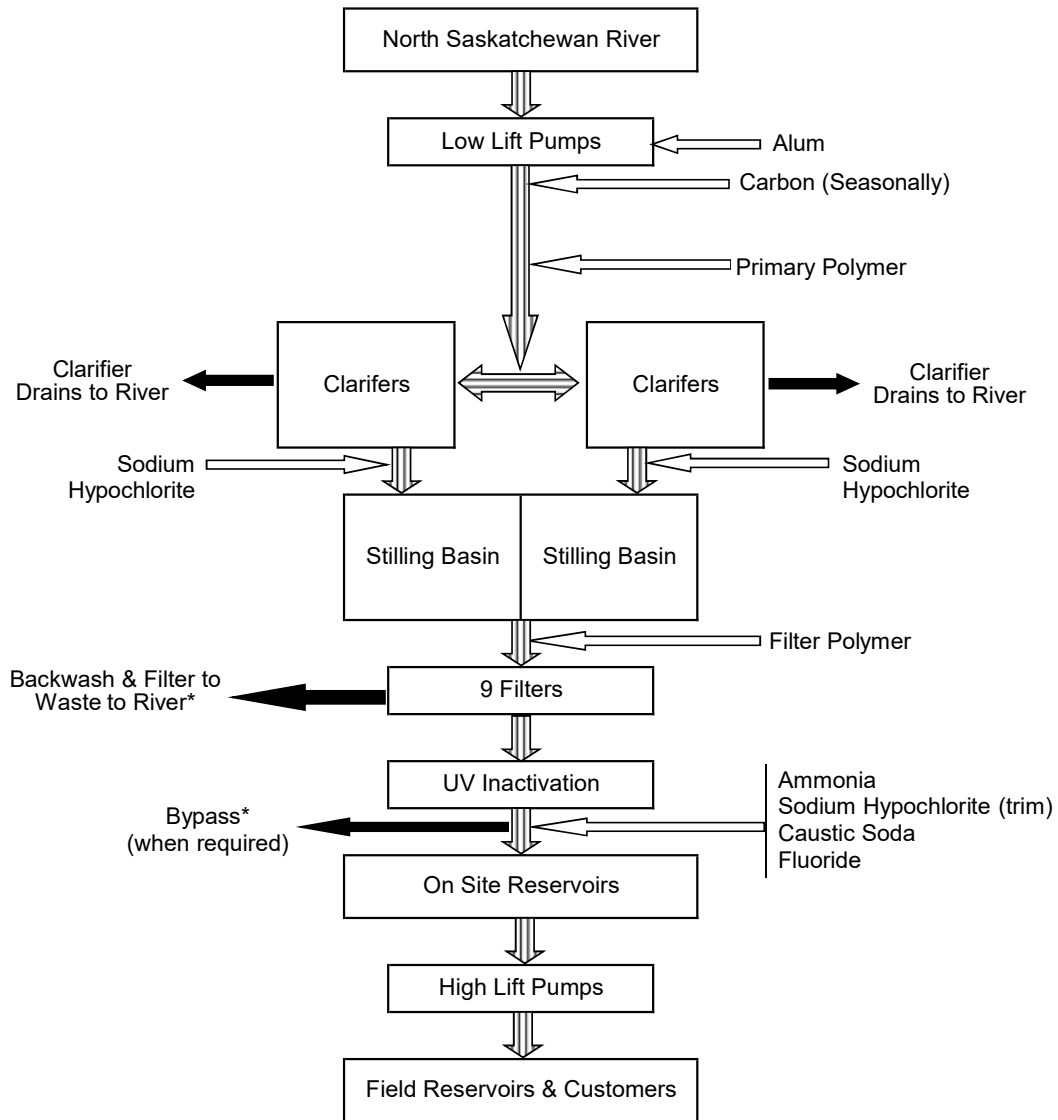 North Saskatchewan River
Low Lift Pumps
Alum
Carbon (Seasonally)
Primary Polymer
Clarifier
Drains to River
Clarifers
Clarifers
Clarifier
Drains to River
Sodium
Hypochlorite
Sodium
Hypochlorite
Stilling Basin
Stilling Basin
Filter Polymer
Backwash & Filter to
Waste to River*
9 Filters
UV Inactivation
Bypass*
(when required)
Ammonia
Sodium Hypochlorite (trim)
Caustic Soda
Fluoride
On Site Reservoirs
High Lift Pumps
Field Reservoirs & Customers